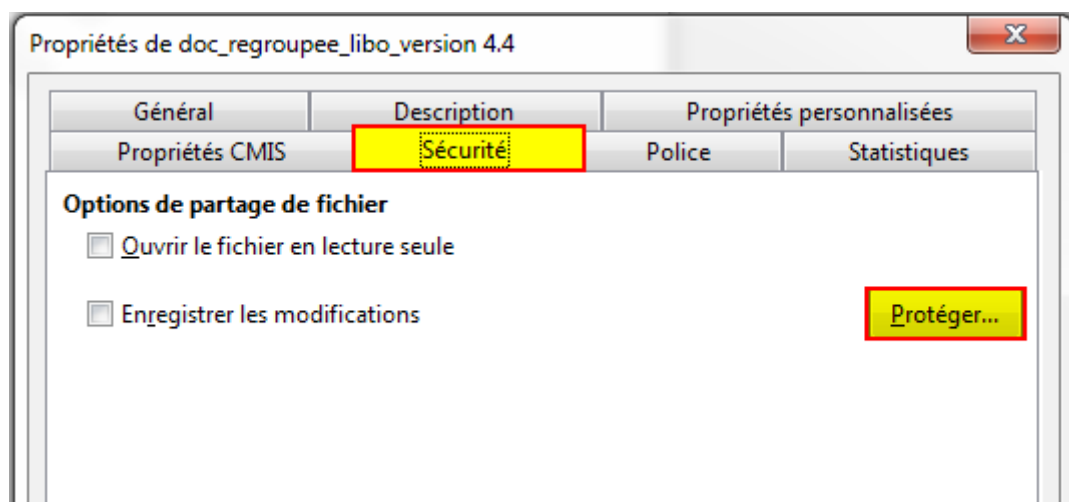 Propriétés de doc_regroupee_libo_version 4.4
Général Description Propriétés personnalisées
Propriétés CMIS Sécurité Police Statistiques
Options de partage de fichier
Ouvrir le fichier en lecture seule
Enregistrer les modifications Protéger...